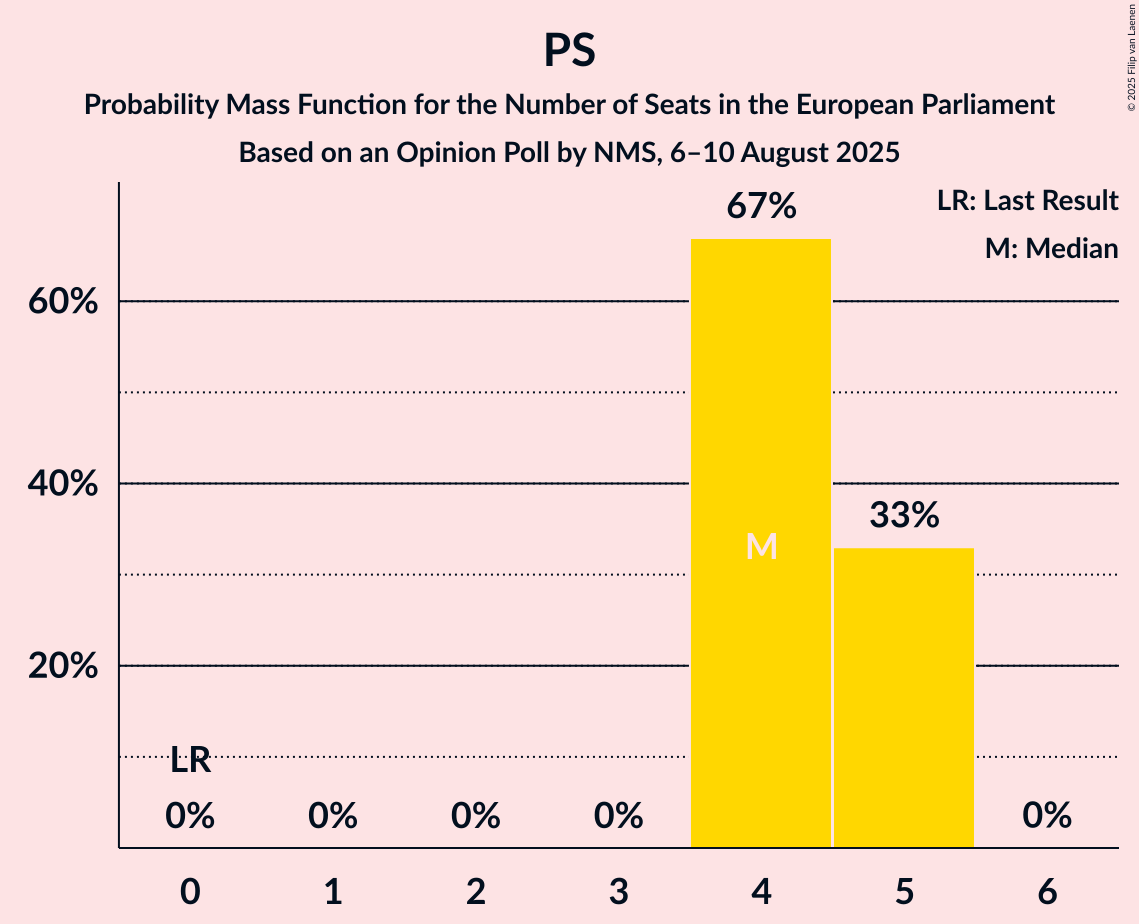 PS
Probability Mass Function for the Number of Seats in the European Parliament
Based on an Opinion Poll by NMS, 6–10 August 2025
© 2025 Filip van Laenen
LR: Last Result
M: Median
67%
60%
40%
33%
M
20%
LR
0% 0% 0% 0% 0%
0 1 2 3 4 5 6